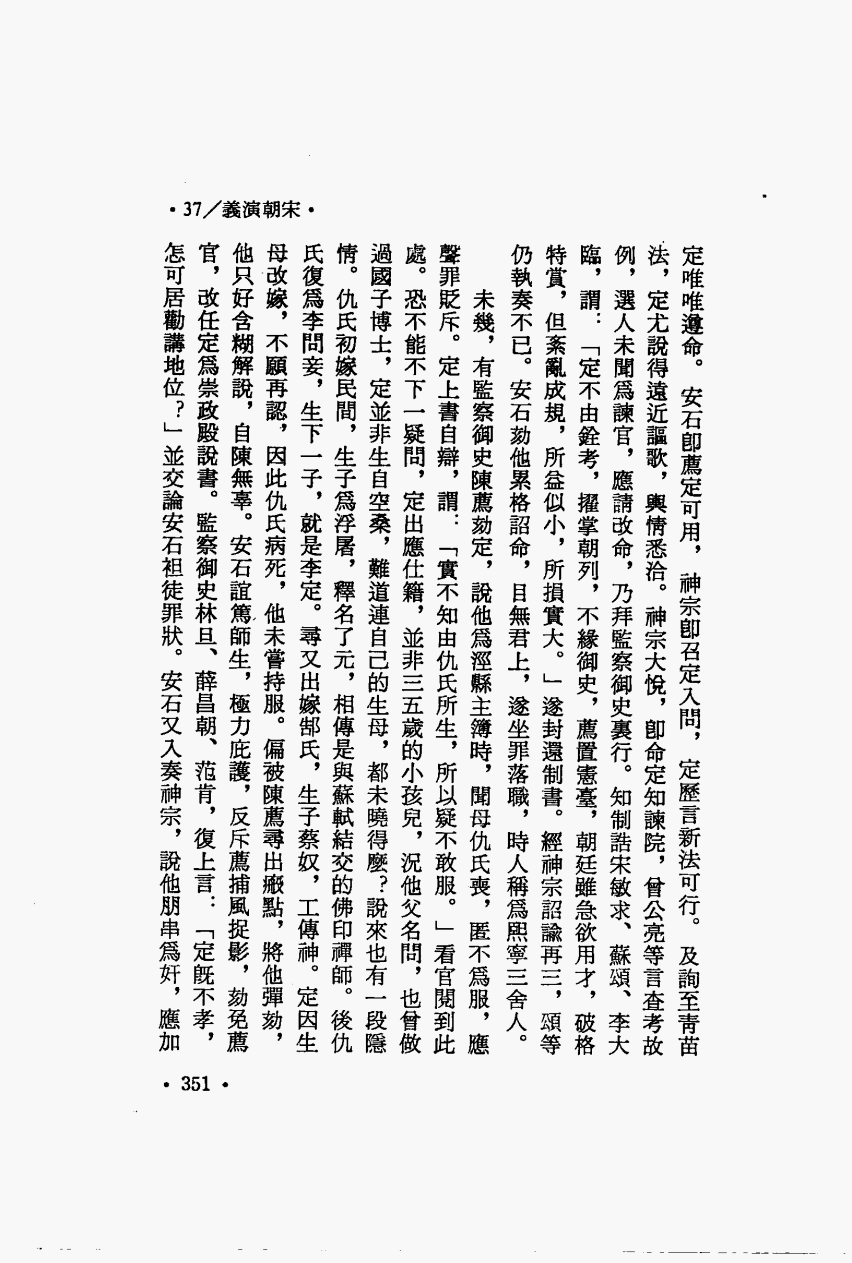 •37／義演朝宋•
定唯唯遵命。安石卽薦定可用，神宗卽召定入問，定歷言新法可行。及詢至靑苗
法，定尤說得遠近謳歌，輿情悉洽。神宗大悅，卽命定知諫院，曾公亮等言查考故
例，選人未聞爲諫官，應請改命，乃拜監察御史裏行。知制誥宋敏求、蘇頌、李大
臨，謂：「定不由銓考，擢掌朝列，不緣御史，薦置憲臺，朝廷雖急欲用才，破格
特賞，但紊亂成規，所益似小，所損實大。」遂封還制書。經神宗詔諭再三，頌等
仍執奏不已。安石劾他累格詔命，目無君上，遂坐罪落職，時人稱爲熙寧三舍人。
未幾，有監察御史陳薦劾定，說他爲涇縣主簿時，聞母仇氏喪，匿不爲服，應
聲罪貶斥。定上書自辯，謂：「實不知由仇氏所生，所以疑不敢服。」看官閱到此
處。恐不能不下一疑問，定出應仕籍，並非三五歲的小孩兒，況他父名問，也曾做
過國子博士，定並非生自空桑，難道連自己的生母，都未曉得麼？說來也有一段隱
情。仇氏初嫁民間，生子爲浮屠，釋名了元，相傳是與蘇軾結交的佛印禪師。後仇
氏復爲李問妾，生下一子，就是李定。尋又出嫁郜氏，生子蔡奴，工傳神。定因生
母改嫁，不願再認，因此仇氏病死，他未嘗持服。偏被陳薦尋出瘢點，將他彈劾，
他只好含糊解說，自陳無辜。安石誼篤師生，極力庇護，反斥薦捕風捉影，劾免薦
官，改任定爲崇政殿說書。監察御史林旦、薛昌朝、范肯，復上言：「定旣不孝，
怎可居勸講地位？」並交論安石袒徒罪狀。安石又入奏神宗，說他朋串爲奸，應加
•351•